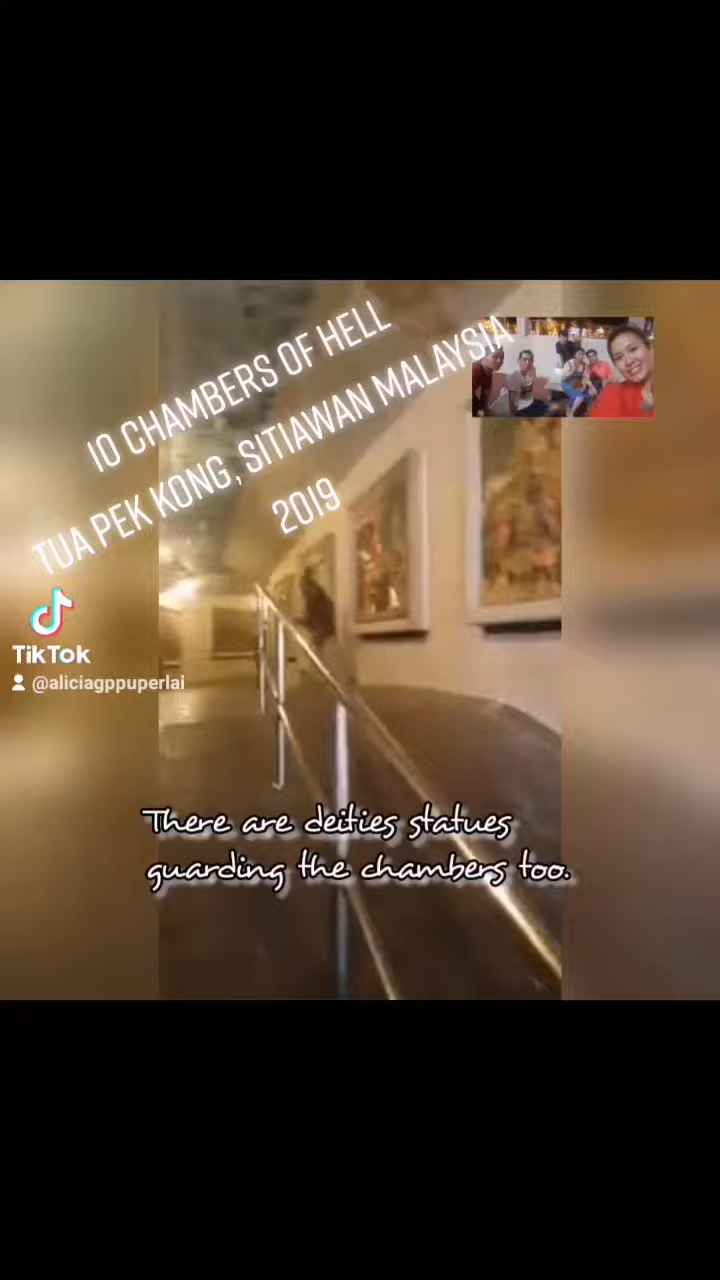 10 CHAMBERS OF HELL
TUA PEK KONG, SITIAWAN MALAYSIA
2019
TikTok
@aliciagppuperlai
There are deities statues
guarding the chambers too.